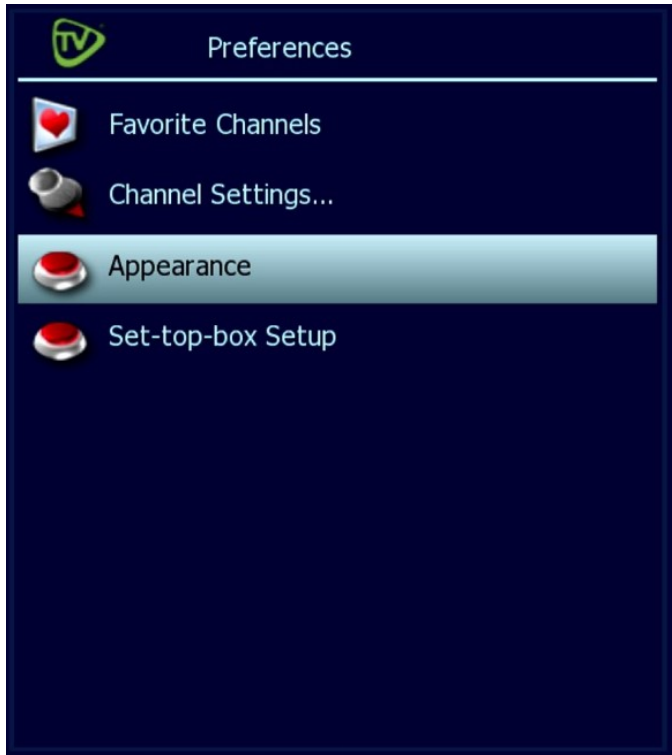 TV
Preferences
Favorite Channels
Channel Settings...
Appearance
Set-top-box Setup